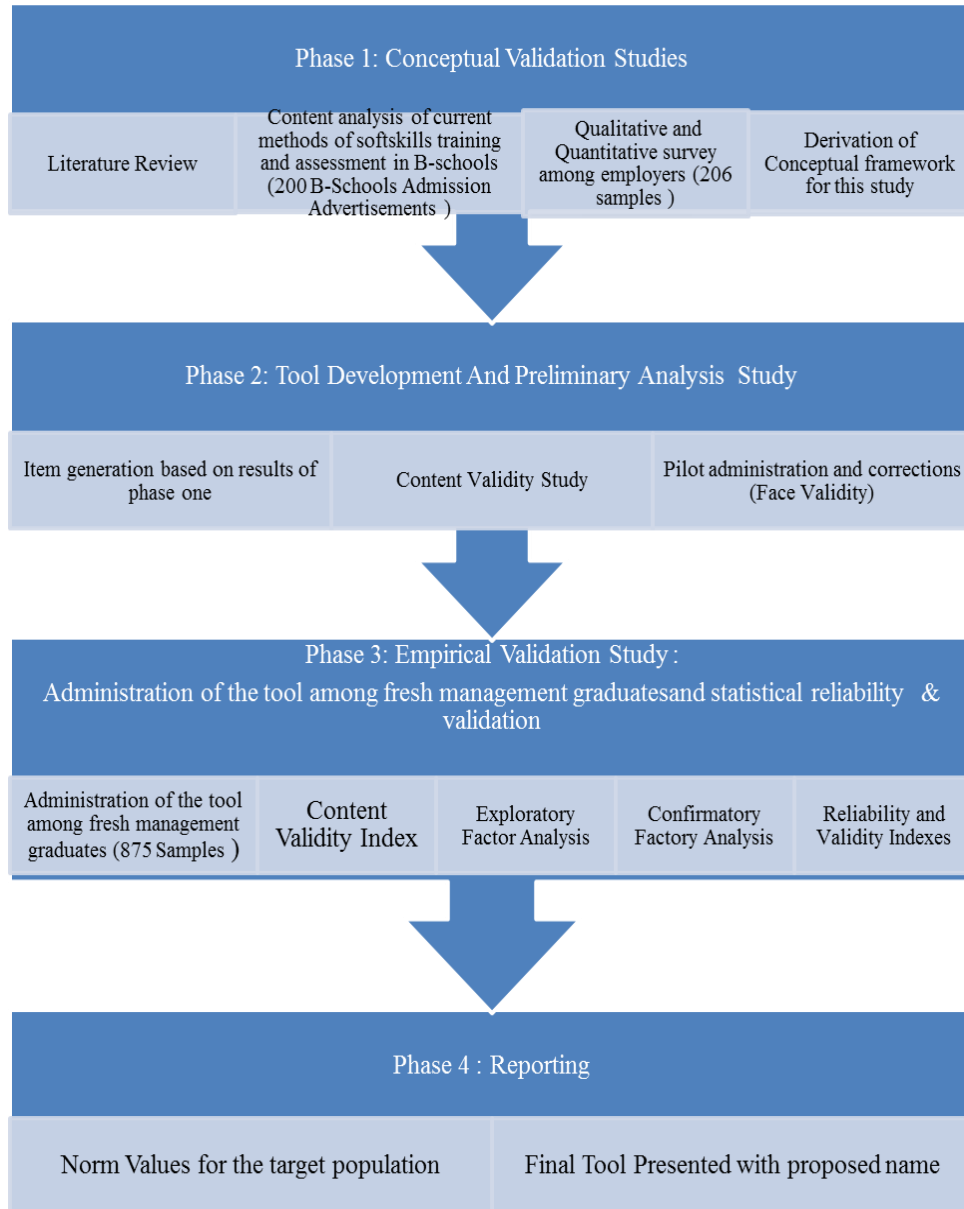 Phase 1: Conceptual Validation Studies
Literature Review
Content analysis of current
methods of softskills training
and assessment in B-schools
(200 B-Schools Admission
Advertisements )
Qualitative and
Quantitative survey
among employers (206
samples )
Derivation of
Conceptual framework
for this study
Phase 2: Tool Development And Preliminary Analysis Study
Item generation based on results of
phase one
Content Validity Study
Pilot administration and corrections
(Face Validity)
Phase 3: Empirical Validation Study :
Administration of the tool among fresh management graduatesand statistical reliability &
validation
Administration of the tool
among fresh management
graduates (875 Samples )
Content
Validity Index
Exploratory
Factor Analysis
Confirmatory
Factory Analysis
Reliability and
Validity Indexes
Phase 4 : Reporting
Norm Values for the target population
Final Tool Presented with proposed name